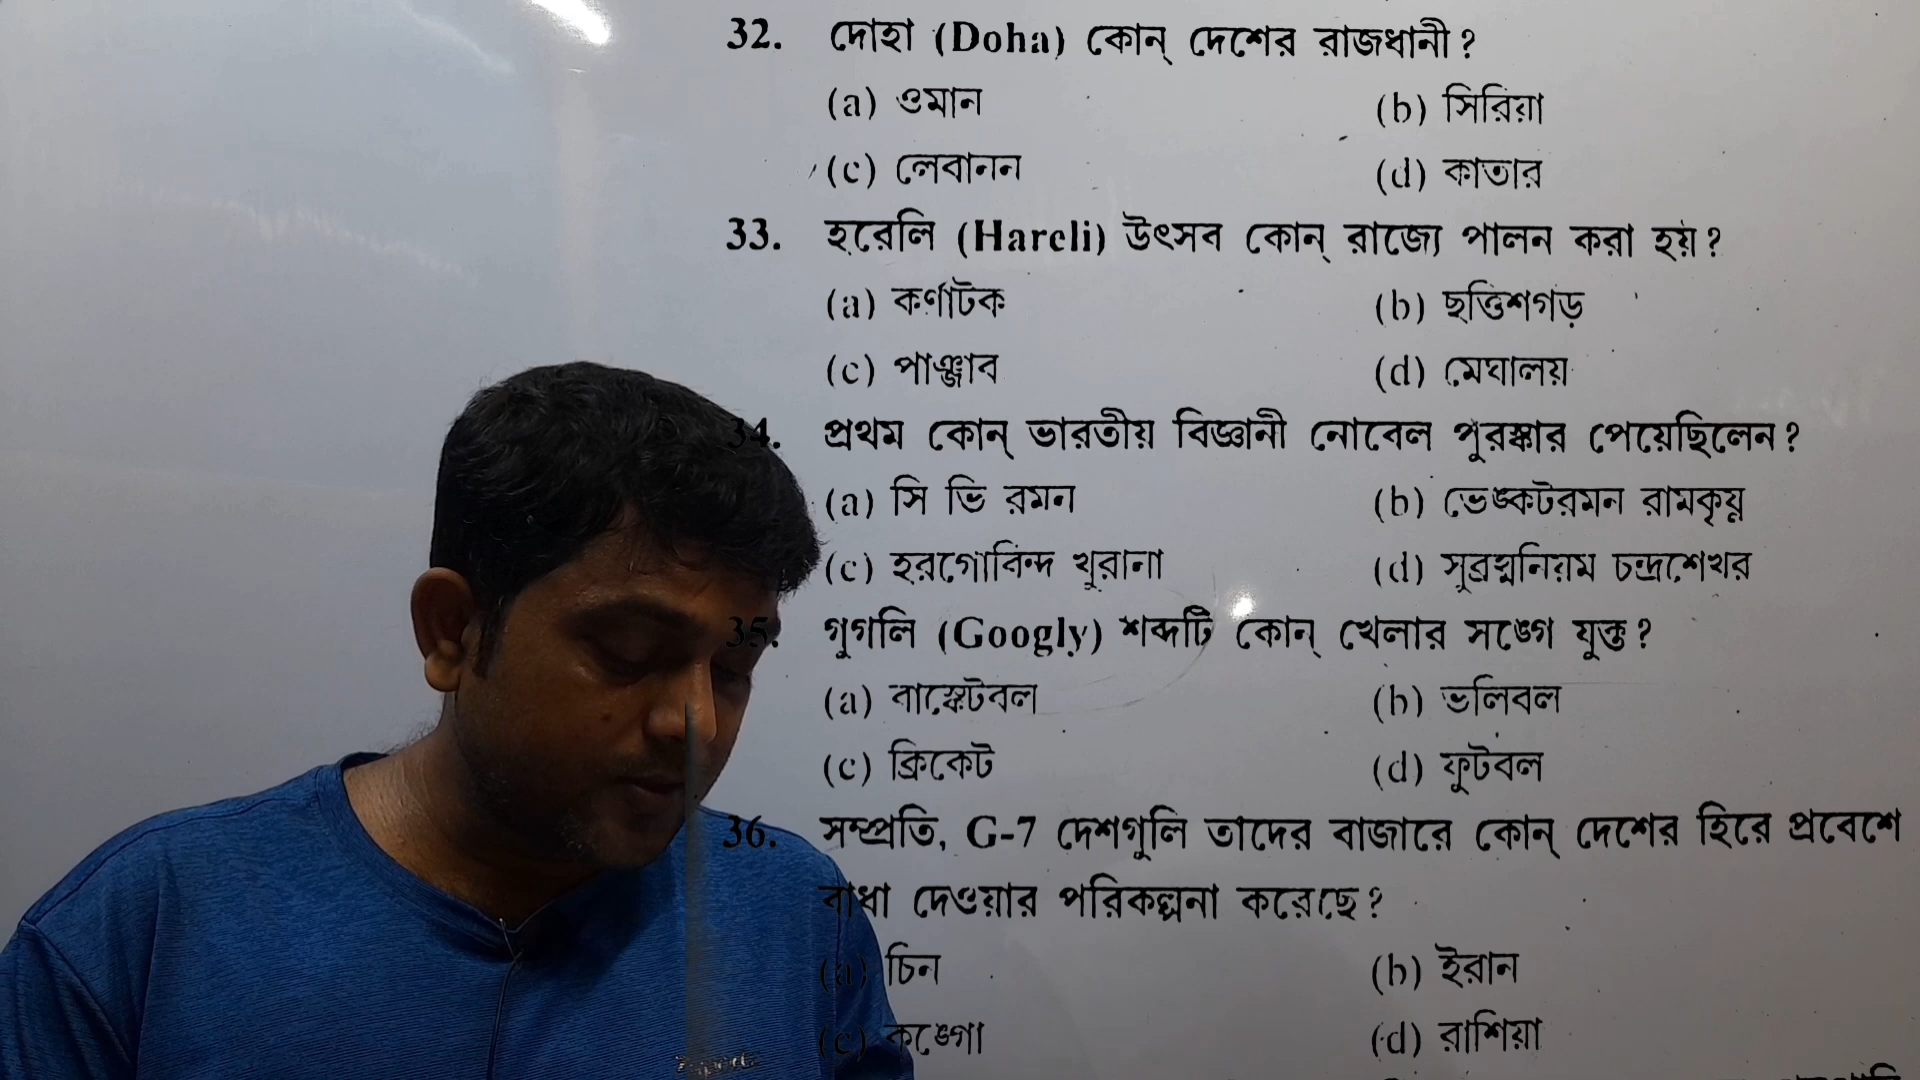 32. দোহা (Doha) কোন্ দেশের রাজধানী?
(a) ওমান (b) সিরিয়া
(c) লেবানন (d) কাতার
33. হরেলি (Hareli) উৎসব কোন্ রাজ্যে পালন করা হয়?
(a) কর্ণাটক (b) ছত্তিশগড়
(c) পাঞ্জাব (d) মেঘালয়
34. প্রথম কোন্ ভারতীয় বিজ্ঞানী নোবেল পুরস্কার পেয়েছিলেন?
(a) সি ভি রমন (b) ভেঙ্কটরমন রামকৃষ্ণ
(c) হরগোবিন্দ খুরানা (d) সুব্রহ্মনিয়ম চন্দ্রশেখর
35. গুগলি (Googly) শব্দটি কোন্ খেলার সঙ্গে যুক্ত?
(a) বাস্কেটবল (b) ভলিবল
(c) ক্রিকেট (d) ফুটবল
36. সম্প্রতি, G-7 দেশগুলি তাদের বাজারে কোন্ দেশের হিরে প্রবেশে
বাধা দেওয়ার পরিকল্পনা করেছে?
(a) চিন (b) ইরান
(c) কঙ্গো (d) রাশিয়া